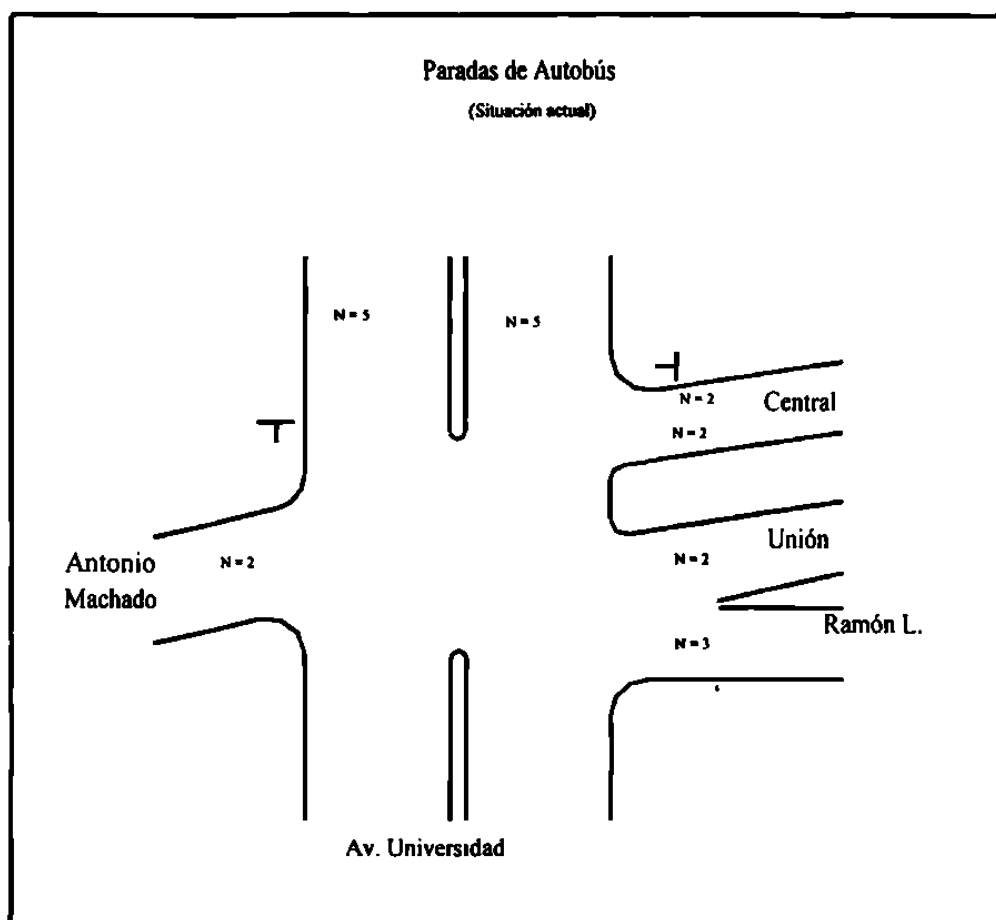 Paradas de Autobús
(Situación actual)
N = 5
N = 5
N = 2
Central
N = 2
Unión
N = 2
Antonio
Machado
N = 2
Ramón L.
N = 3
Av. Universidad